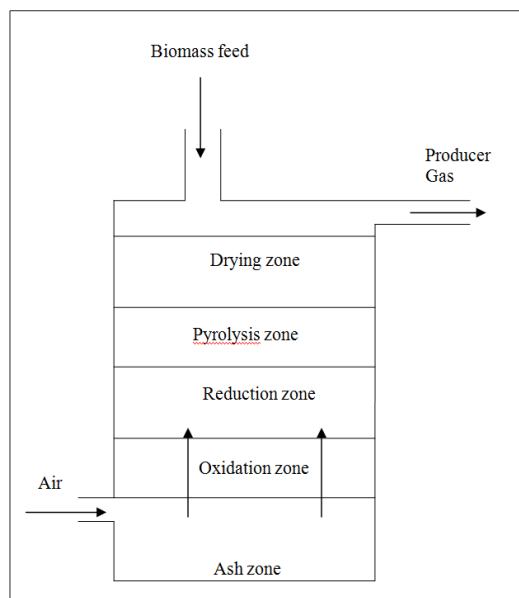 Biomass feed
Producer
Gas
Drying zone
Pyrolysis zone
Reduction zone
Oxidation zone
Air
Ash zone